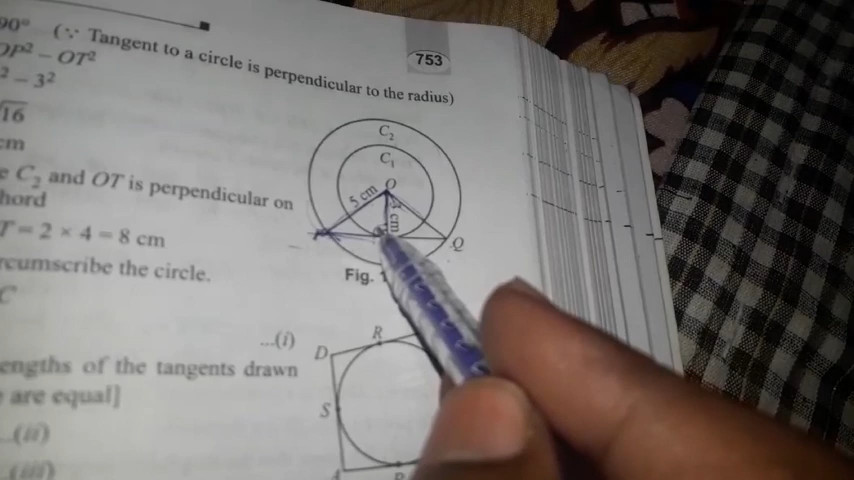 90° (∵ Tangent to a circle is perpendicular to the radius)
753
OP² − OT²
² − 3²
√16
cm
C₂
C₁
O
5 cm
cm
Q
Fig. 1
e C₂ and OT is perpendicular on
hord
T = 2 × 4 = 8 cm
rcumscribe the circle.
C
...(i)
engths of the tangents drawn
are equal]
..(ii)
(iii)
D
R
S
A